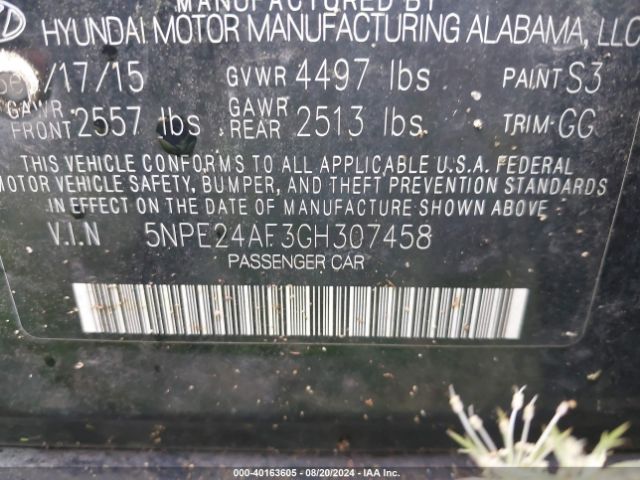 MANUFACTURED BY
HYUNDAI MOTOR MANUFACTURING ALABAMA, LLC
/17/15 GVWR 4497 lbs PAINT S3
GAWR FRONT 2557 lbs GAWR REAR 2513 lbs TRIM-GG
THIS VEHICLE CONFORMS TO ALL APPLICABLE U.S.A. FEDERAL
MOTOR VEHICLE SAFETY, BUMPER, AND THEFT PREVENTION STANDARDS
IN EFFECT ON THE DATE OF MANUFACTURE SHOWN ABOVE
V.I.N 5NPE24AF3GH307458
PASSENGER CAR
000-40163605 | 08/20/2024 | IAA Inc.